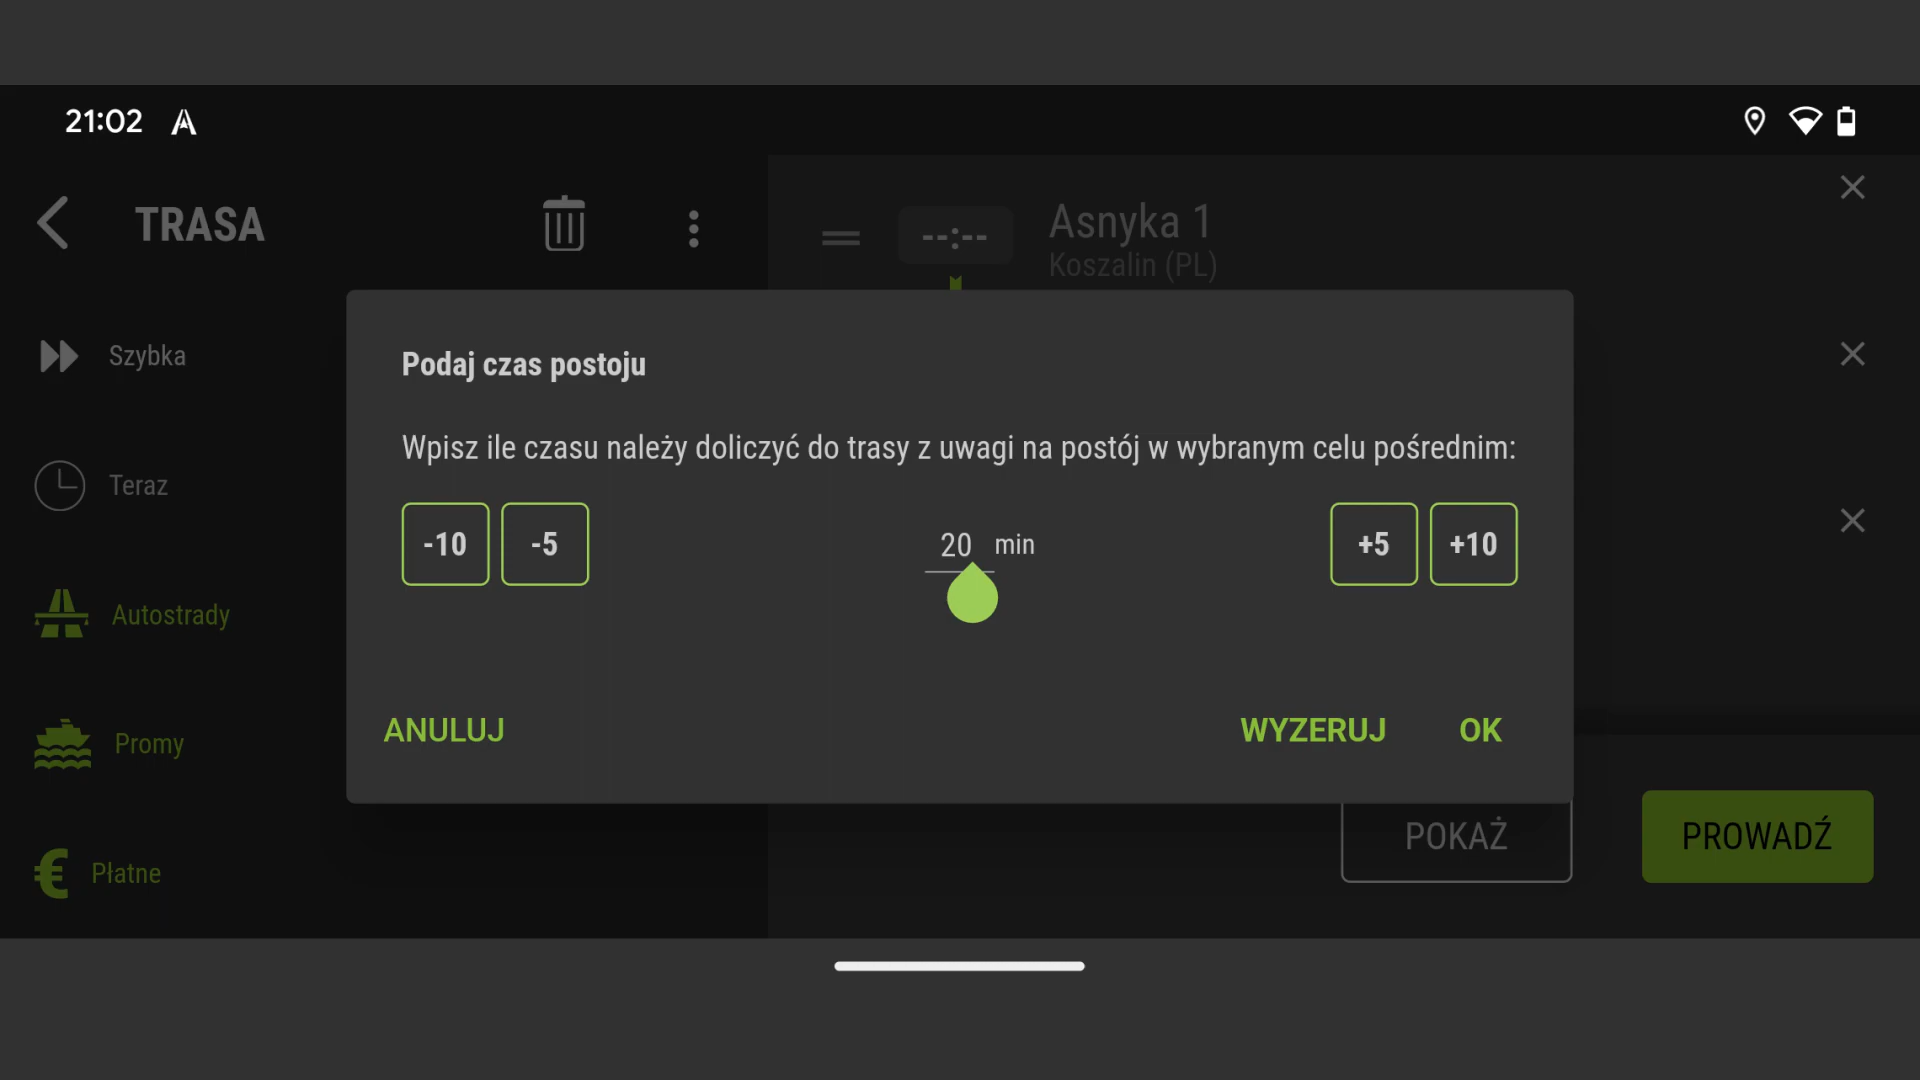 21:02
TRASA
--:--
Asnyka 1
Koszalin (PL)
Szybka
Teraz
Autostrady
Promy
Płatne
Podaj czas postoju
Wpisz ile czasu należy doliczyć do trasy z uwagi na postój w wybranym celu pośrednim:
-10 -5 20 min +5 +10
ANULUJ WYZERUJ OK
POKAŻ PROWADŹ